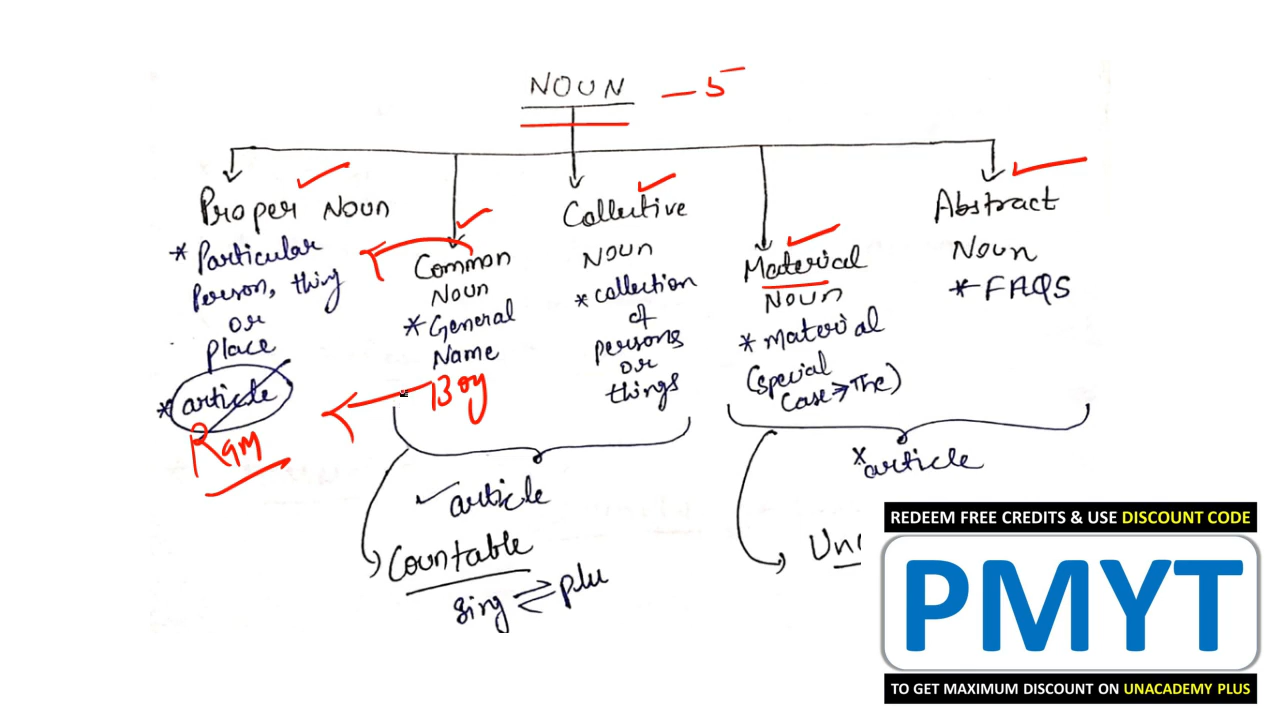 NOUN - 5
Proper Noun
* Particular
Person, thing
or
place
* article
Ram
Common
Noun
* General
Name
Boy
Collective
Noun
* collection
of
persons
or
things
Material
Noun
* material
(special
case → The)
Abstract
Noun
* FAQS
✓ article
Countable
sing ⇌ plu
× article
REDEEM FREE CREDITS & USE DISCOUNT CODE
PMYT
TO GET MAXIMUM DISCOUNT ON UNACADEMY PLUS